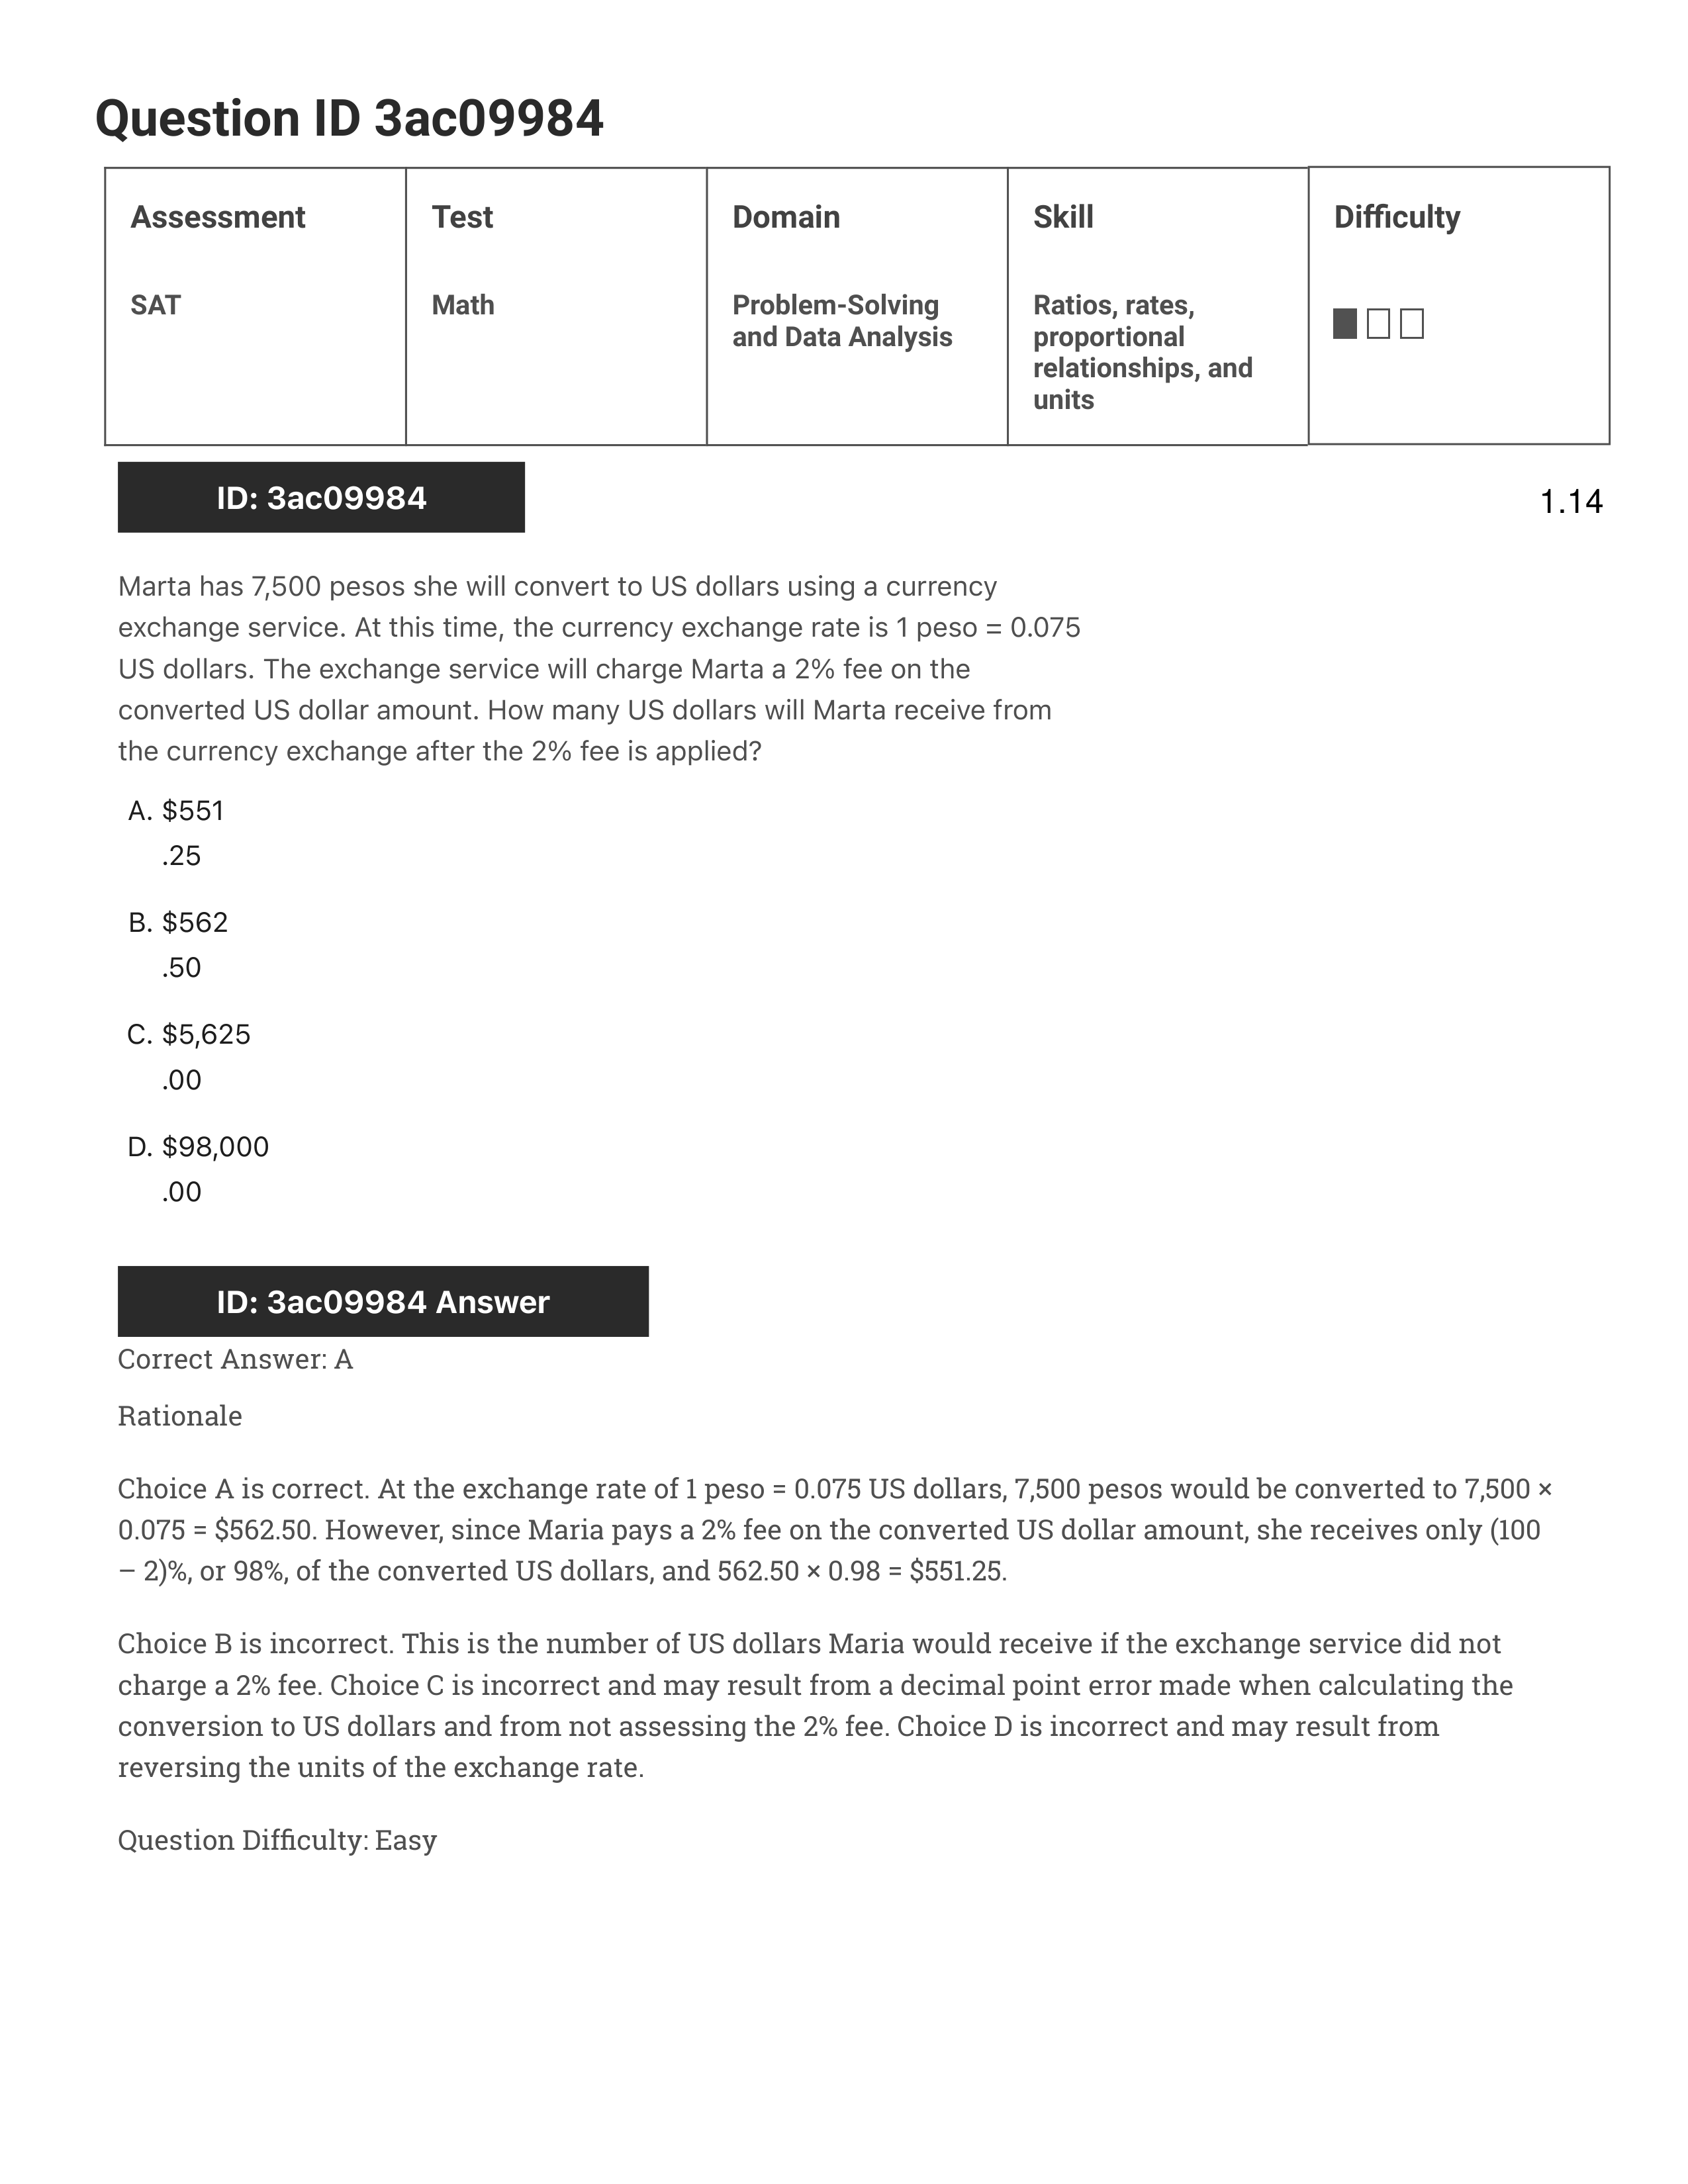 Question ID 3ac09984
Assessment
Test
Domain
Skill
Difficulty
SAT
Math
Problem-Solving
and Data Analysis
Ratios, rates,
proportional
relationships, and
units
ID: 3ac09984
1.14
Marta has 7,500 pesos she will convert to US dollars using a currency
exchange service. At this time, the currency exchange rate is 1 peso = 0.075
US dollars. The exchange service will charge Marta a 2% fee on the
converted US dollar amount. How many US dollars will Marta receive from
the currency exchange after the 2% fee is applied?
A. $551
.25
B. $562
.50
C. $5,625
.00
D. $98,000
.00
ID: 3ac09984 Answer
Correct Answer: A
Rationale
Choice A is correct. At the exchange rate of 1 peso = 0.075 US dollars, 7,500 pesos would be converted to 7,500 ×
0.075 = $562.50. However, since Maria pays a 2% fee on the converted US dollar amount, she receives only (100
– 2)%, or 98%, of the converted US dollars, and 562.50 × 0.98 = $551.25.
Choice B is incorrect. This is the number of US dollars Maria would receive if the exchange service did not
charge a 2% fee. Choice C is incorrect and may result from a decimal point error made when calculating the
conversion to US dollars and from not assessing the 2% fee. Choice D is incorrect and may result from
reversing the units of the exchange rate.
Question Difficulty: Easy